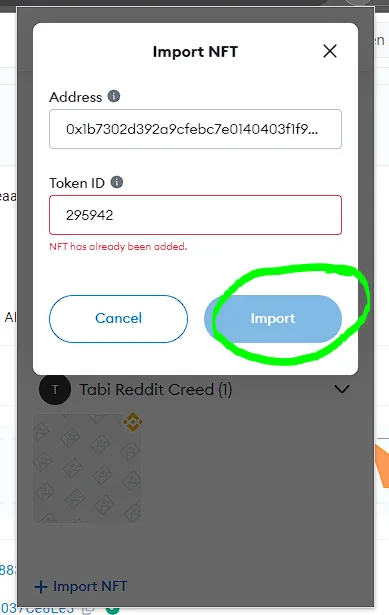 Import NFT
Address
0x1b7302d392a9cfebc7e0140403f1f9...
Token ID
295942
NFT has already been added.
Cancel
Import
T
Tabi Reddit Creed (1)
+ Import NFT